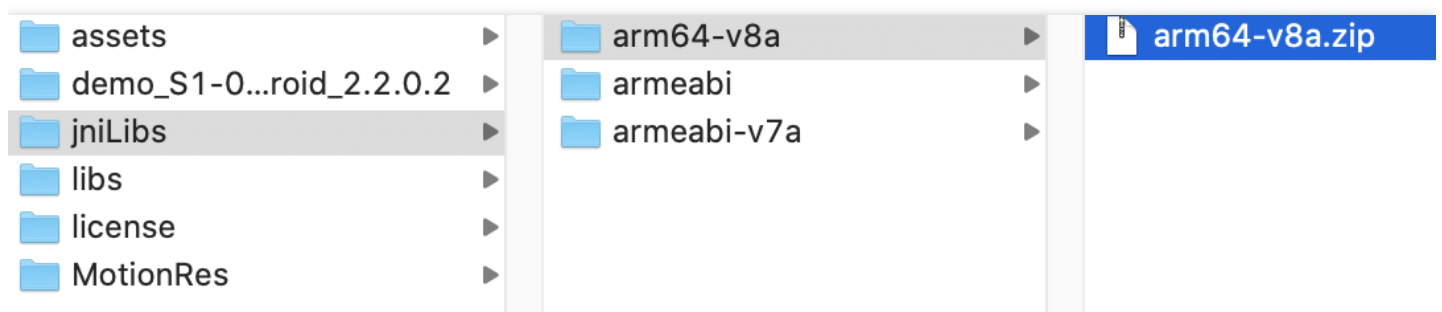 assets
demo_S1-0...roid_2.2.0.2
jniLibs
libs
license
MotionRes
arm64-v8a
armeabi
armeabi-v7a
arm64-v8a.zip